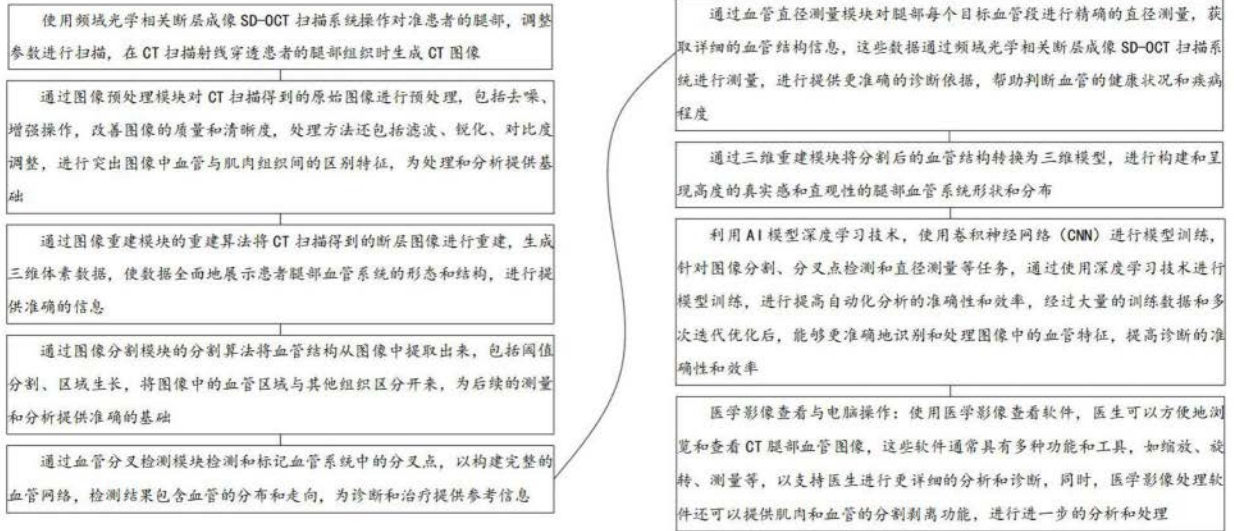 使用频域光学相关断层成像 SD-OCT 扫描系统操作对准患者的腿部，调整
参数进行扫描，在 CT 扫描射线穿透患者的腿部组织时生成 CT 图像
通过图像预处理模块对 CT 扫描得到的原始图像进行预处理，包括去噪、
增强操作，改善图像的质量和清晰度，处理方法还包括滤波、锐化、对比度
调整，进行突出图像中血管与肌肉组织间的区别特征，为处理和分析提供基
础
通过图像重建模块的重建算法将 CT 扫描得到的断层图像进行重建，生成
三维体素数据，使数据全面地展示患者腿部血管系统的形态和结构，进行提
供准确的信息
通过图像分割模块的分割算法将血管结构从图像中提取出来，包括阈值
分割、区域生长，将图像中的血管区域与其他组织区分开来，为后续的测量
和分析提供准确的基础
通过血管分叉检测模块检测和标记血管系统中的分叉点，以构建完整的
血管网络，检测结果包含血管的分布和走向，为诊断和治疗提供参考信息
通过血管直径测量模块对腿部每个目标血管段进行精确的直径测量，获
取详细的血管结构信息，这些数据通过频域光学相关断层成像 SD-OCT 扫描系
统进行测量，进行提供更准确的诊断依据，帮助判断血管的健康状况和疾病
程度
通过三维重建模块将分割后的血管结构转换为三维模型，进行构建和呈
现高度的真实感和直观性的腿部血管系统形状和分布
利用 AI 模型深度学习技术，使用卷积神经网络（CNN）进行模型训练，
针对图像分割、分叉点检测和直径测量等任务，通过使用深度学习技术进行
模型训练，进行提高自动化分析的准确性和效率，经过大量的训练数据和多
次迭代优化后，能够更准确地识别和处理图像中的血管特征，提高诊断的准
确性和效率
医学影像查看与电脑操作：使用医学影像查看软件，医生可以方便地浏
览和查看 CT 腿部血管图像，这些软件通常具有多种功能和工具，如缩放、旋
转、测量等，以支持医生进行更详细的分析和诊断，同时，医学影像处理软
件还可以提供肌肉和血管的分割剥离功能，进行进一步的分析和处理